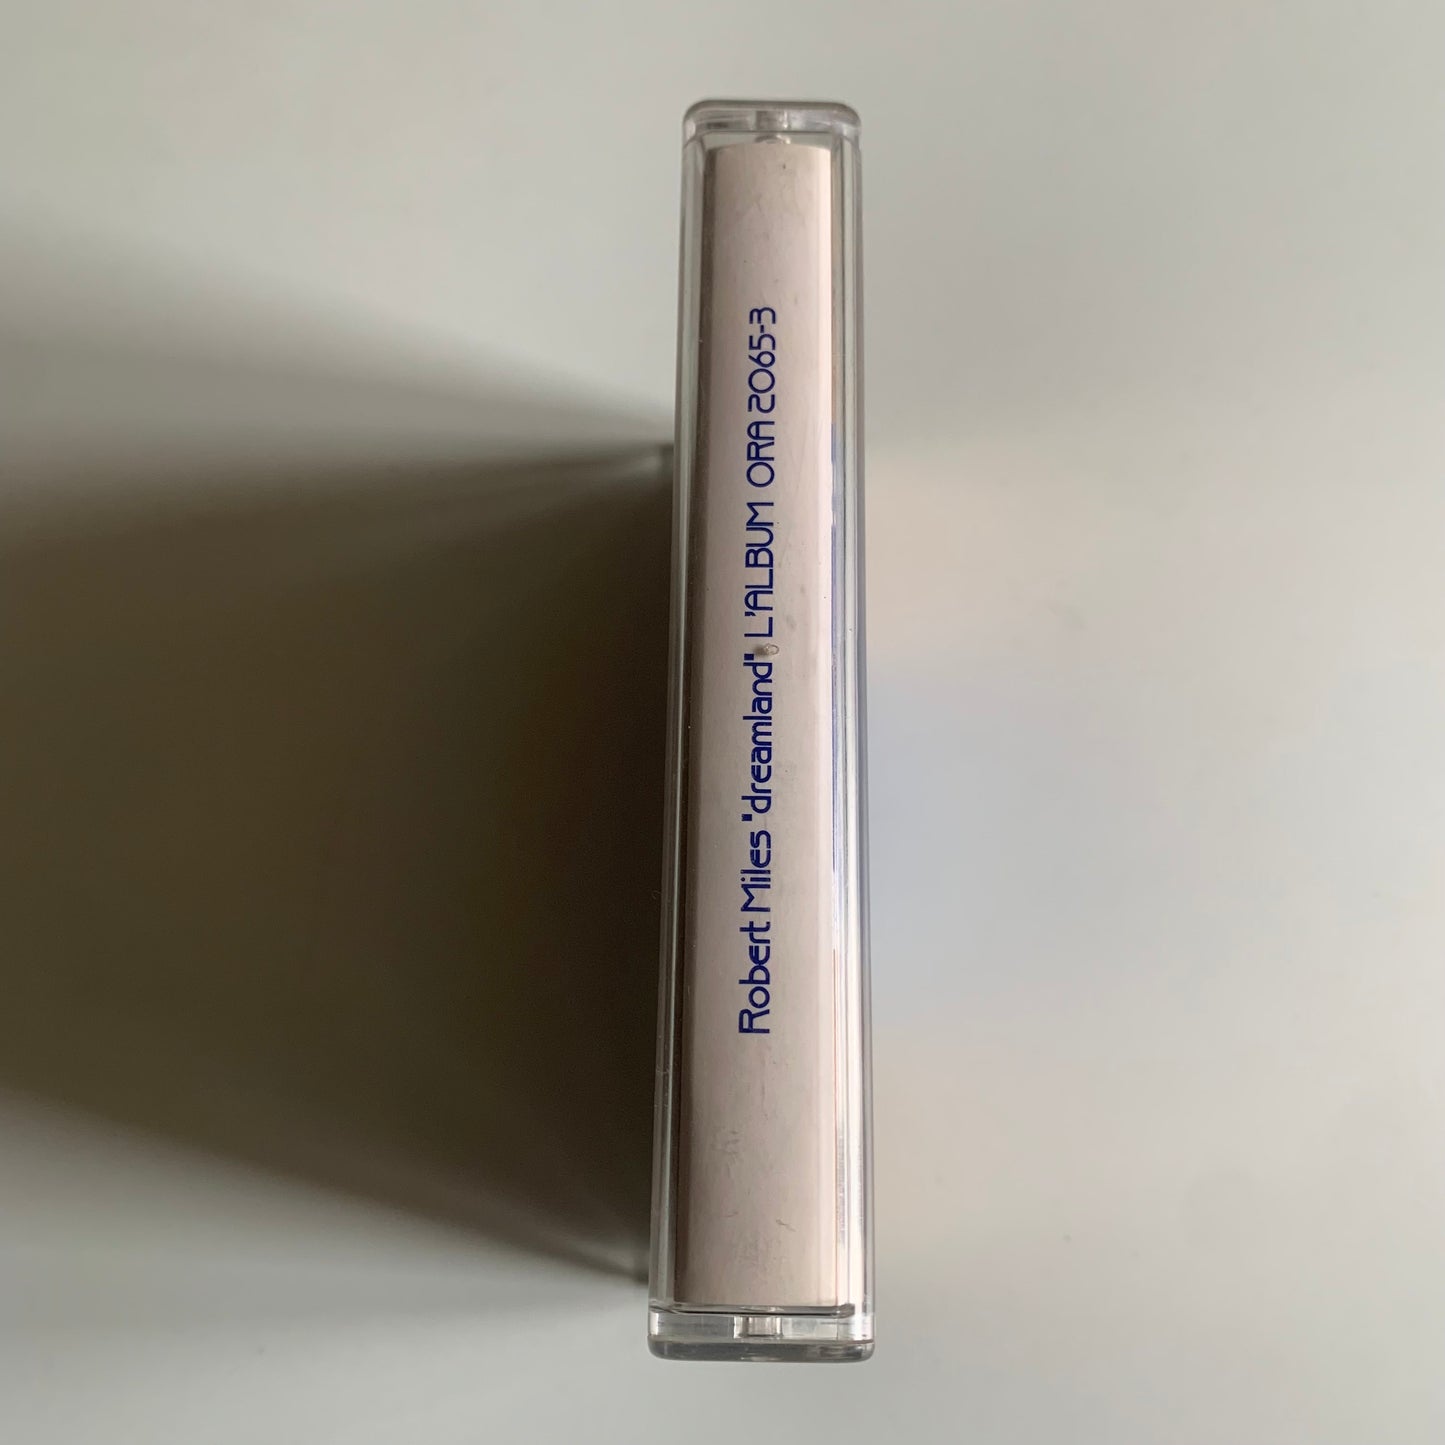 Robert Miles "dreamland" L'ALBUM ORA 2065-3